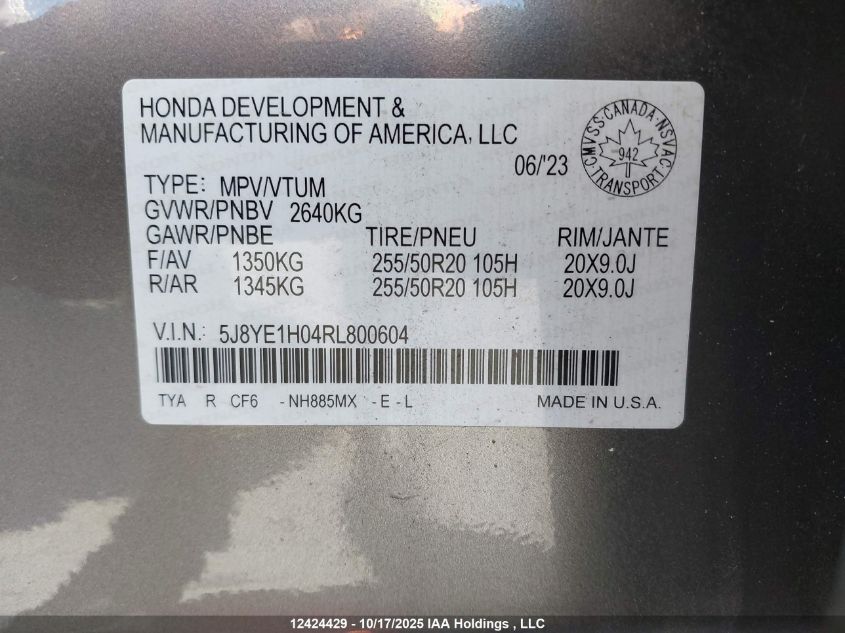 HONDA DEVELOPMENT &
MANUFACTURING OF AMERICA, LLC
06/'23
CMVSS·CANADA·NSVAC
942
TRANSPORT
TYPE: MPV/VTUM
GVWR/PNBV 2640KG
GAWR/PNBE TIRE/PNEU RIM/JANTE
F/AV 1350KG 255/50R20 105H 20X9.0J
R/AR 1345KG 255/50R20 105H 20X9.0J
V.I.N.: 5J8YE1H04RL800604
TYA R CF6 -NH885MX -E-L MADE IN U.S.A.
12424429 - 10/17/2025 IAA Holdings , LLC